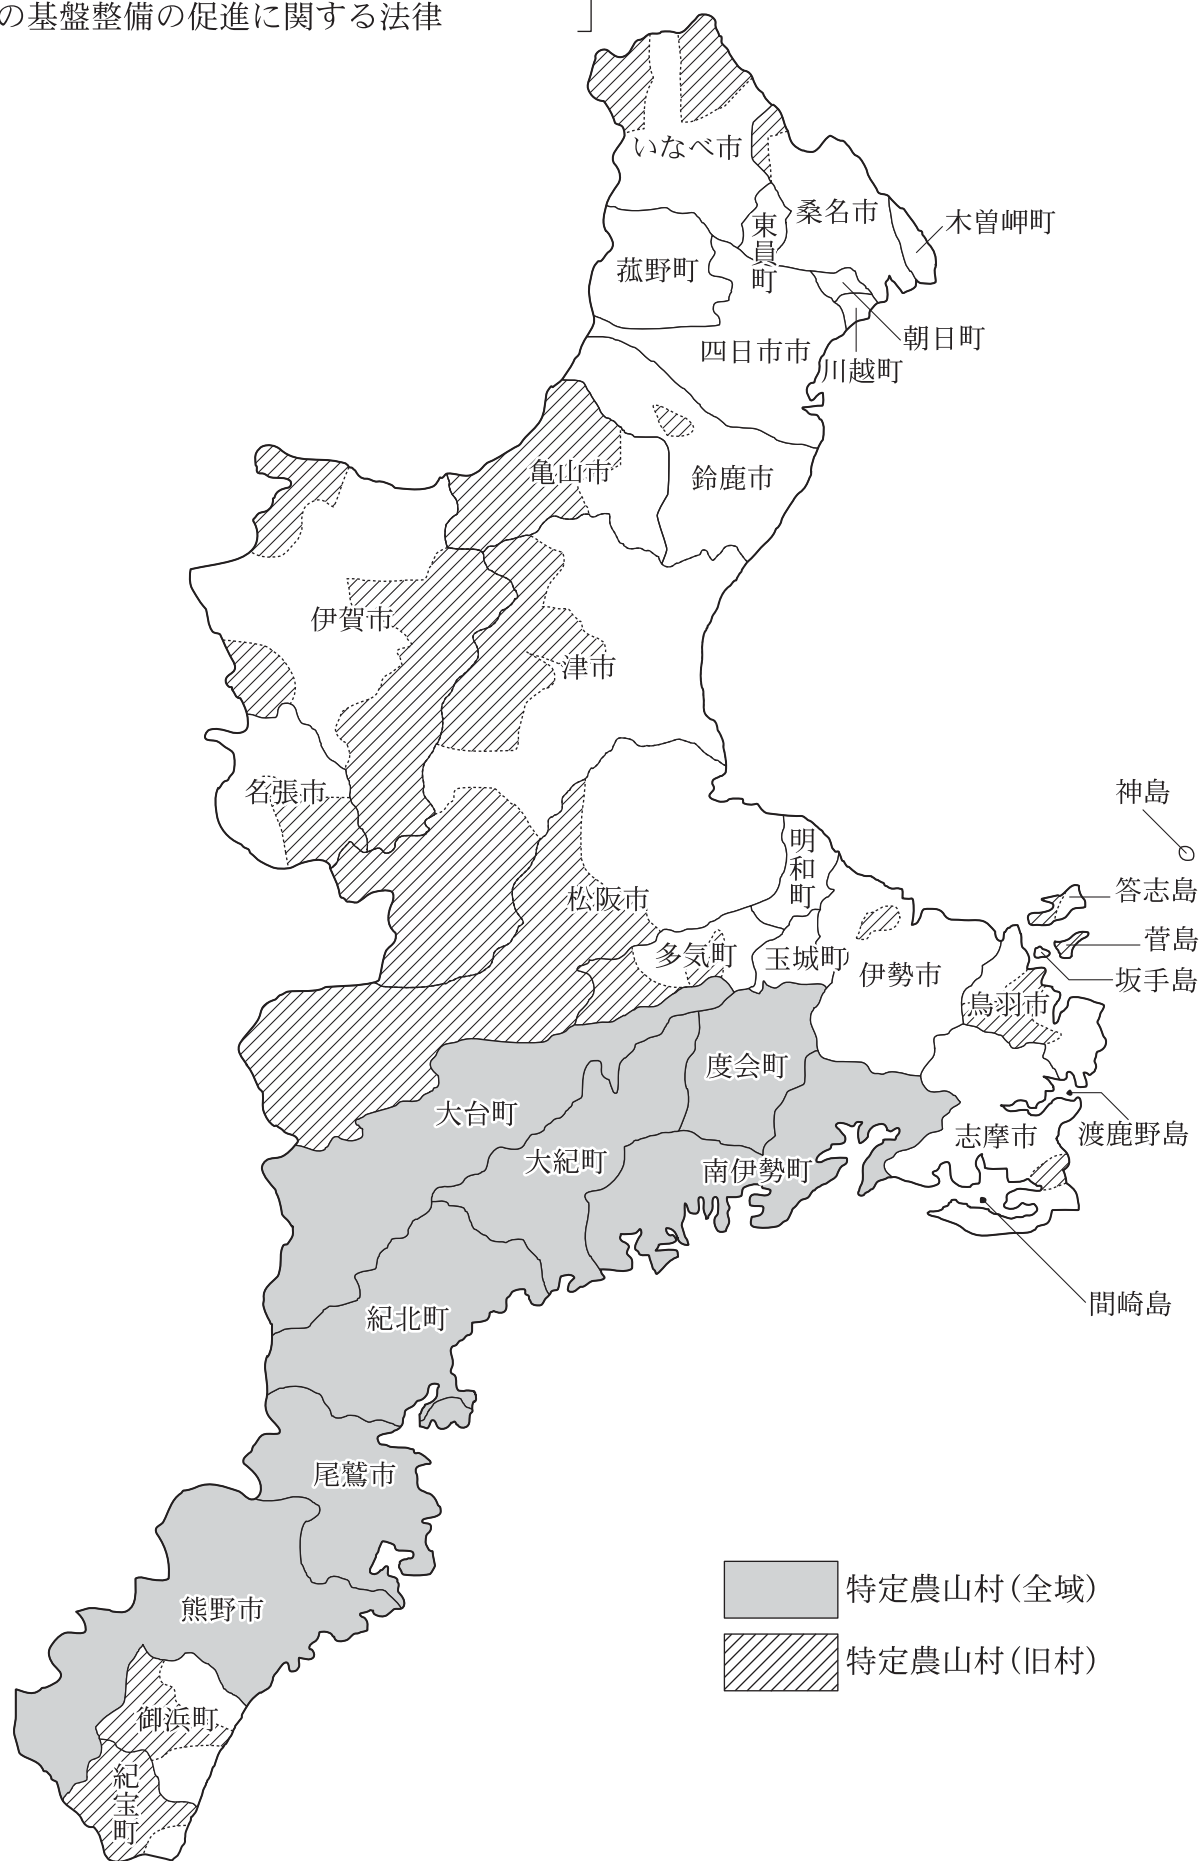 の基盤整備の促進に関する法律」
いなべ市
桑名市
木曽岬町
東員町
菰野町
朝日町
四日市市
川越町
亀山市
鈴鹿市
伊賀市
津市
名張市
神島
明和町
答志島
松阪市
菅島
多気町
玉城町
伊勢市
坂手島
鳥羽市
度会町
大台町
志摩市
渡鹿野島
大紀町
南伊勢町
間崎島
紀北町
尾鷲市
特定農山村(全域)
熊野市
特定農山村(旧村)
御浜町
紀宝町